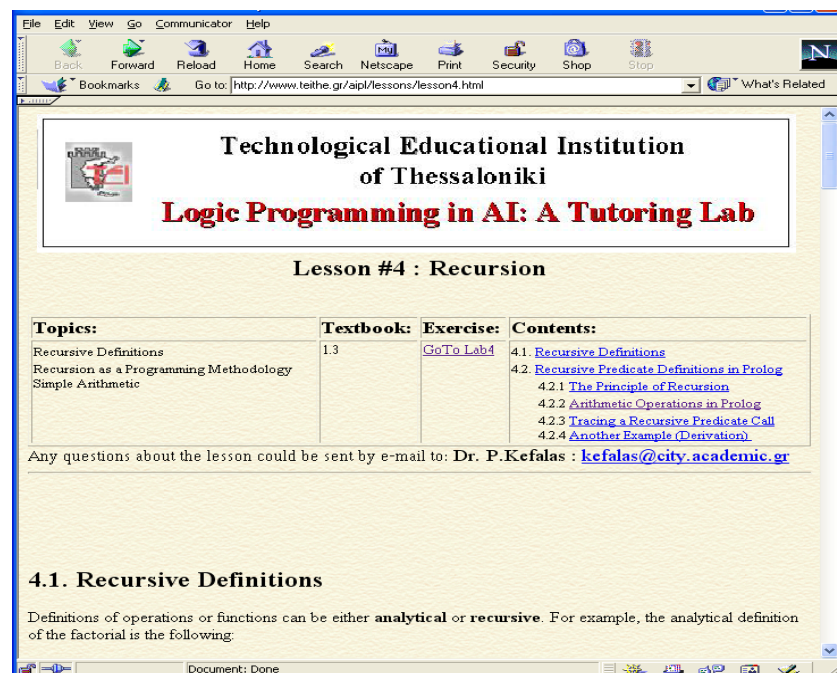 File Edit View Go Communicator Help
Back Forward Reload Home Search Netscape Print Security Shop Stop
My
N
Bookmarks Go to: http://www.teithe.gr/aipl/lessons/lesson4.html What's Related
Technological Educational Institution
of Thessaloniki
Logic Programming in AI: A Tutoring Lab
Lesson #4 : Recursion
Topics: Textbook: Exercise: Contents:
Recursive Definitions 1.3 GoTo Lab4 4.1. Recursive Definitions
Recursion as a Programming Methodology 4.2. Recursive Predicate Definitions in Prolog
Simple Arithmetic 4.2.1 The Principle of Recursion
4.2.2 Arithmetic Operations in Prolog
4.2.3 Tracing a Recursive Predicate Call
4.2.4 Another Example (Derivation)
Any questions about the lesson could be sent by e-mail to: Dr. P.Kefalas : kefalas@city.academic.gr
4.1. Recursive Definitions
Definitions of operations or functions can be either analytical or recursive. For example, the analytical definition
of the factorial is the following:
Document: Done